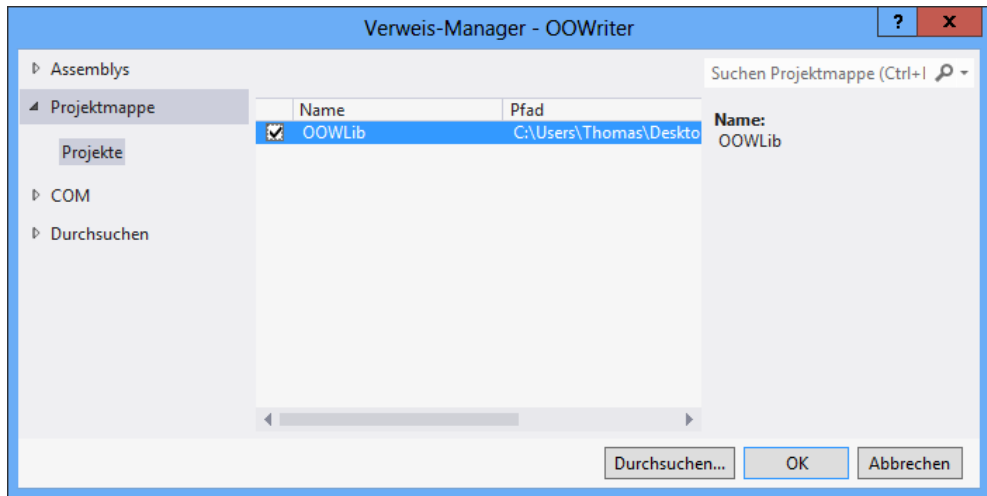 Verweis-Manager - OOWriter
?
x
Assemblys
Projektmappe
Projekte
COM
Durchsuchen
Name Pfad
OOWLib C:\Users\Thomas\Deskto
Suchen Projektmappe (Ctrl+
Name:
OOWLib
Durchsuchen... OK Abbrechen